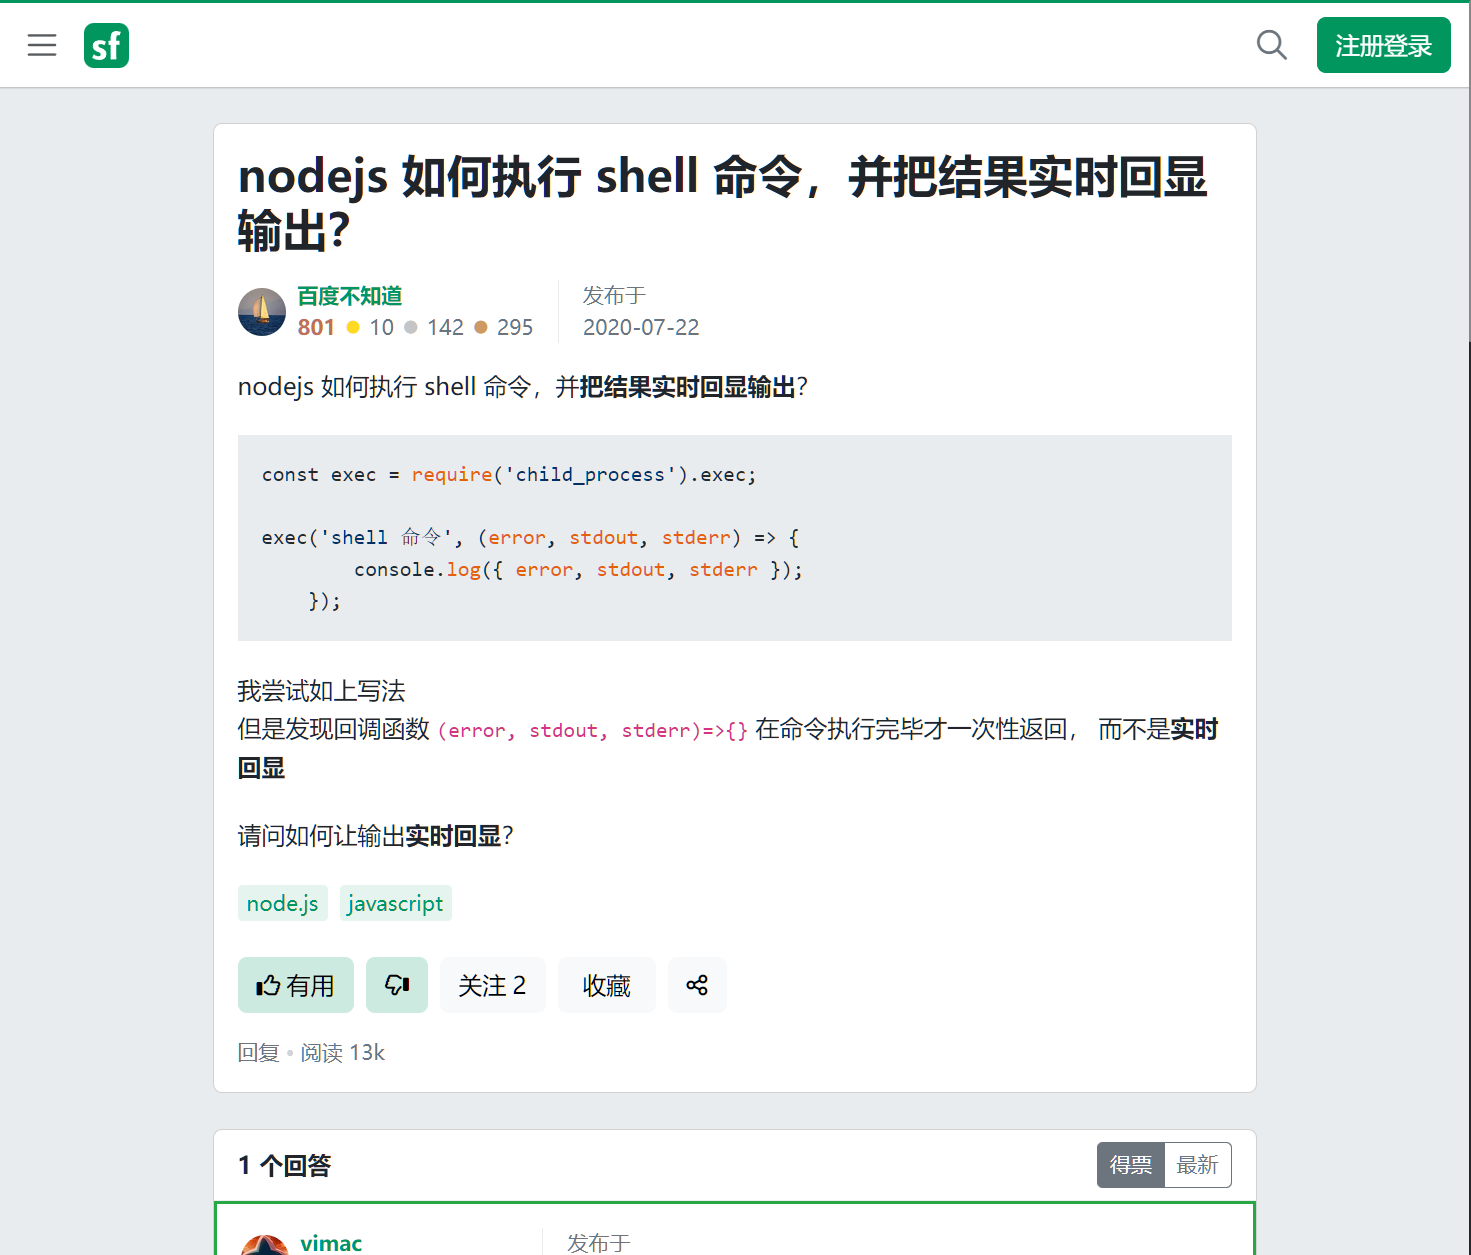 sf
注册登录
nodejs 如何执行 shell 命令，并把结果实时回显
输出？
百度不知道
801 10 142 295
发布于
2020-07-22
nodejs 如何执行 shell 命令，并把结果实时回显输出？
const exec = require('child_process').exec;
exec('shell 命令', (error, stdout, stderr) => {
console.log({ error, stdout, stderr });
});
我尝试如上写法
但是发现回调函数 (error, stdout, stderr)=>{} 在命令执行完毕才一次性返回， 而不是实时
回显
请问如何让输出实时回显？
node.js javascript
有用 关注 2 收藏
回复 • 阅读 13k
1 个回答
得票 最新
vimac
发布于